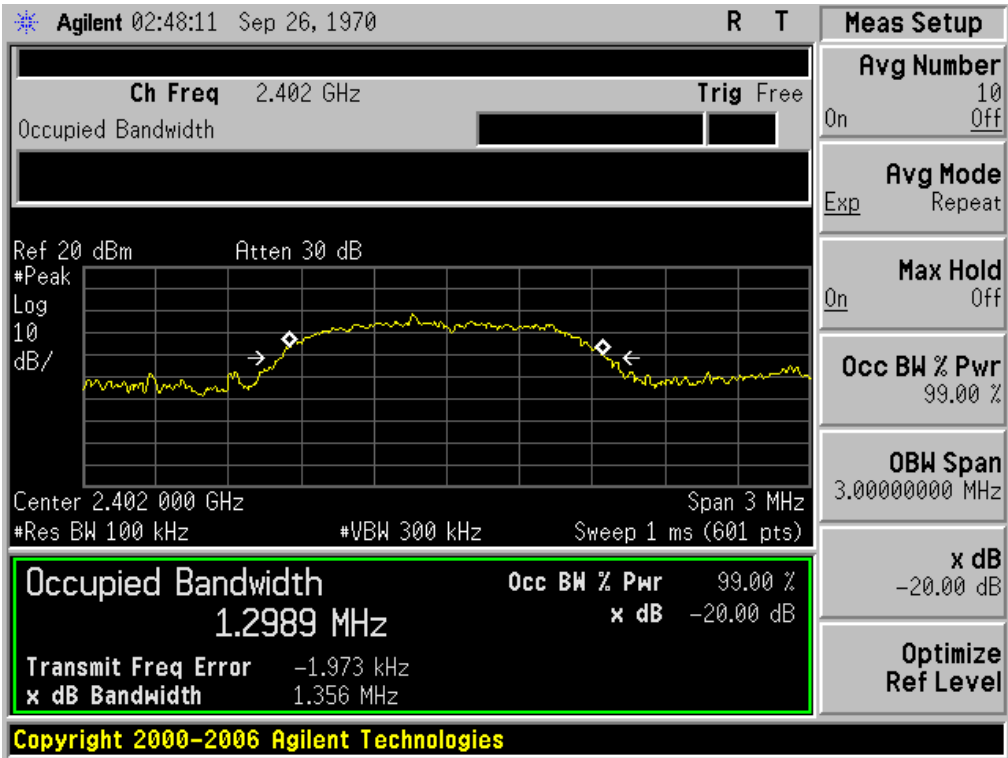 Agilent 02:48:11 Sep 26, 1970 R T
Ch Freq 2.402 GHz Trig Free
Occupied Bandwidth
Ref 20 dBm Atten 30 dB
#Peak
Log
10
dB/
Center 2.402 000 GHz Span 3 MHz
#Res BW 100 kHz #VBW 300 kHz Sweep 1 ms (601 pts)
Occupied Bandwidth Occ BW % Pwr 99.00 %
1.2989 MHz x dB -20.00 dB
Transmit Freq Error -1.973 kHz
x dB Bandwidth 1.356 MHz
Copyright 2000-2006 Agilent Technologies
Meas Setup
Avg Number
10
On Off
Avg Mode
Exp Repeat
Max Hold
On Off
Occ BW % Pwr
99.00 %
OBW Span
3.00000000 MHz
x dB
-20.00 dB
Optimize
Ref Level